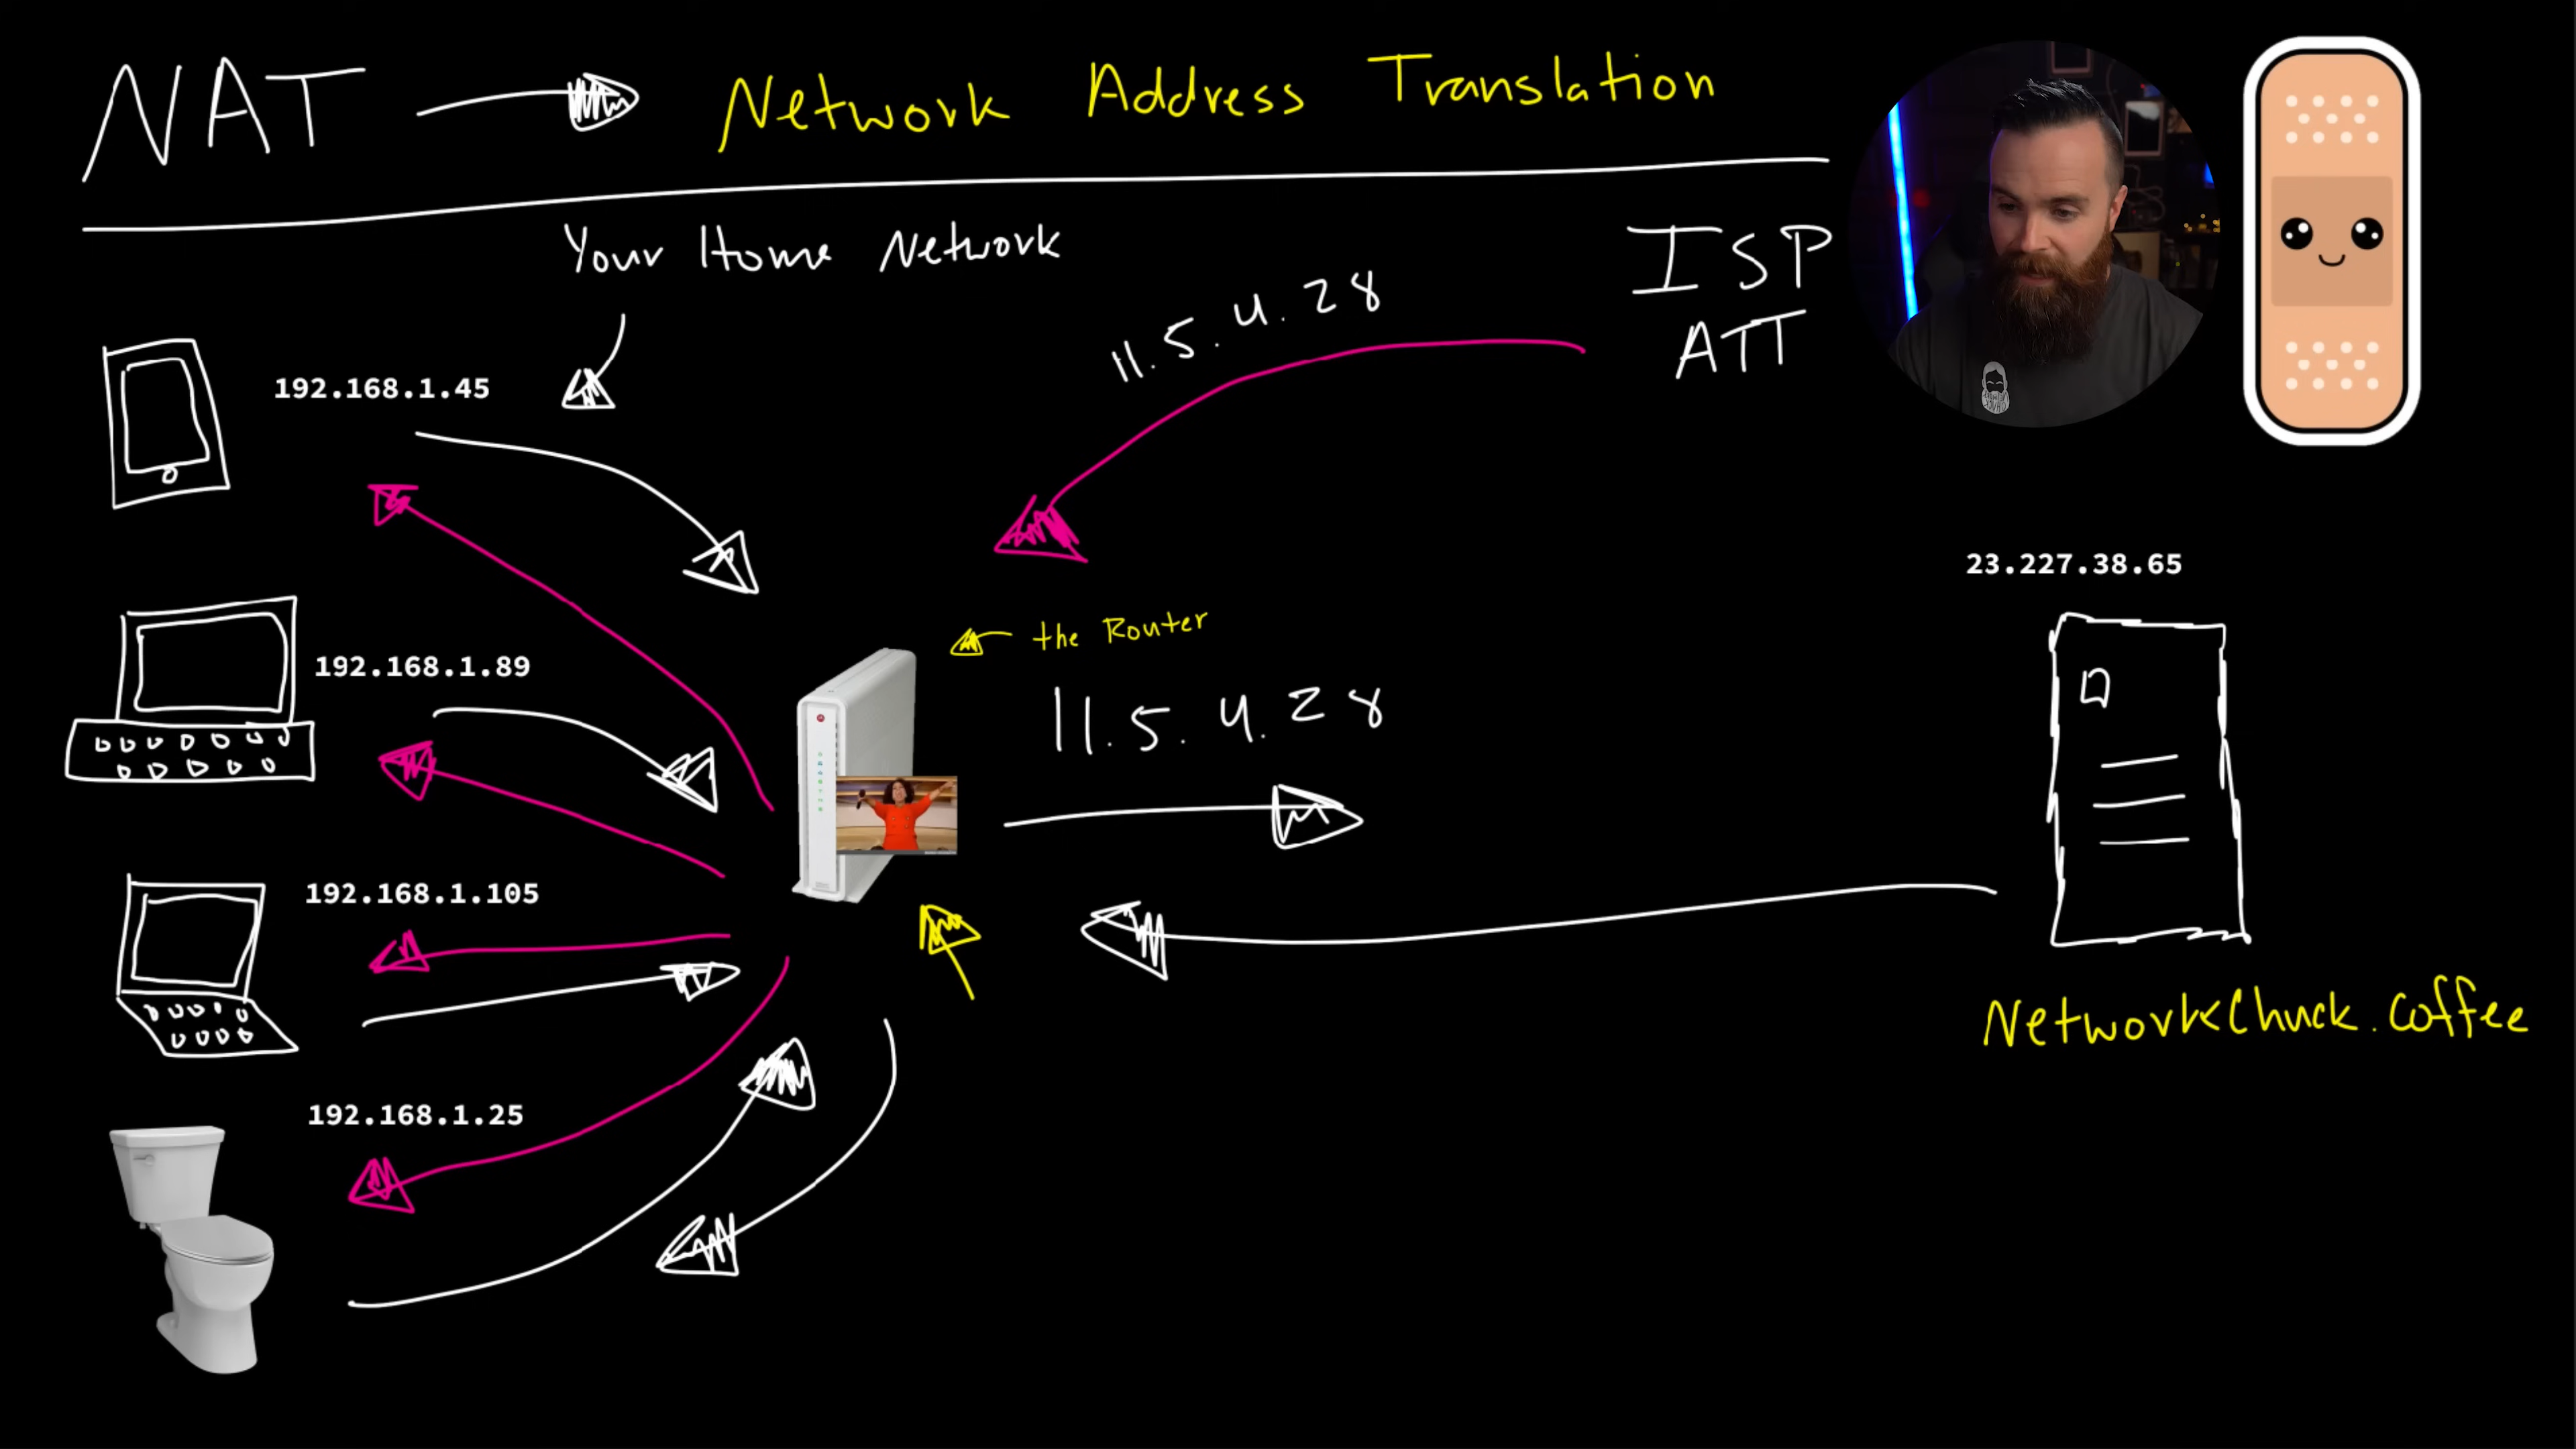 NAT → Network Address Translation
Your Home Network
ISP
ATT
11.5.4.28
192.168.1.45
23.227.38.65
the Router
192.168.1.89
11.5.4.28
192.168.1.105
NetworkChuck.coffee
192.168.1.25